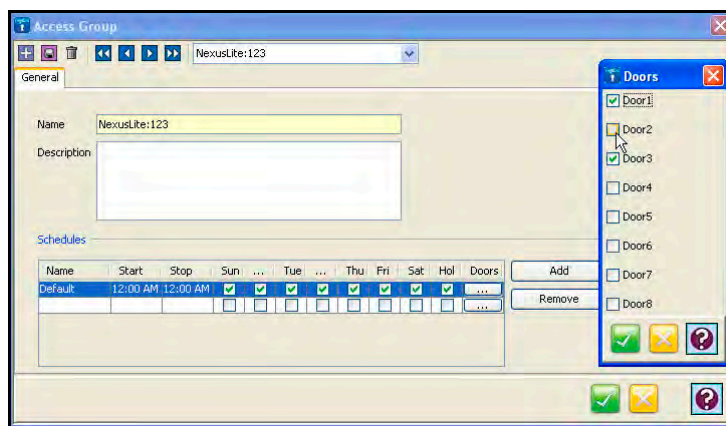 Access Group
NexusLite:123
General
Doors
Door1
Name NexusLite:123
Door2
Description
Door3
Door4
Door5
Schedules
Door6
Name Start Stop Sun ... Tue ... Thu Fri Sat Hol Doors Add
Door7
Default 12:00 AM 12:00 AM ...
... Remove
Door8